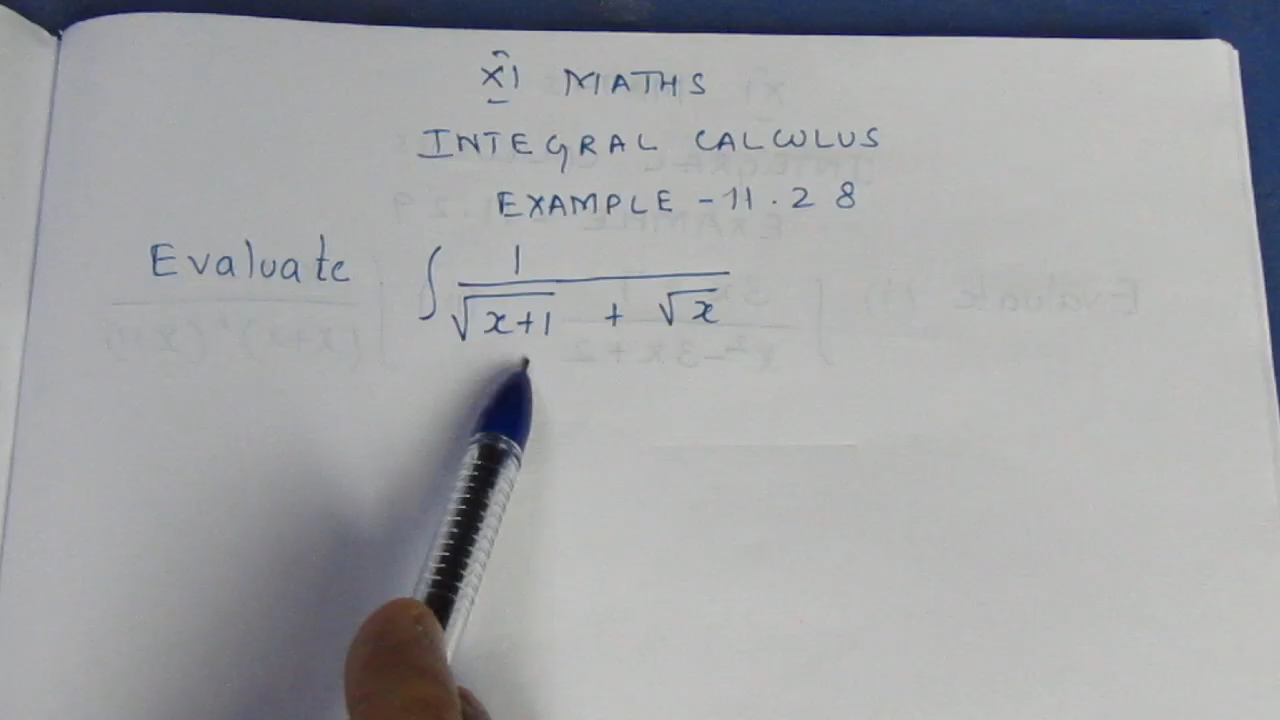 XI MATHS
INTEGRAL CALCULUS
EXAMPLE - 11.28
Evaluate ∫ 1 / (√(x+1) + √x)